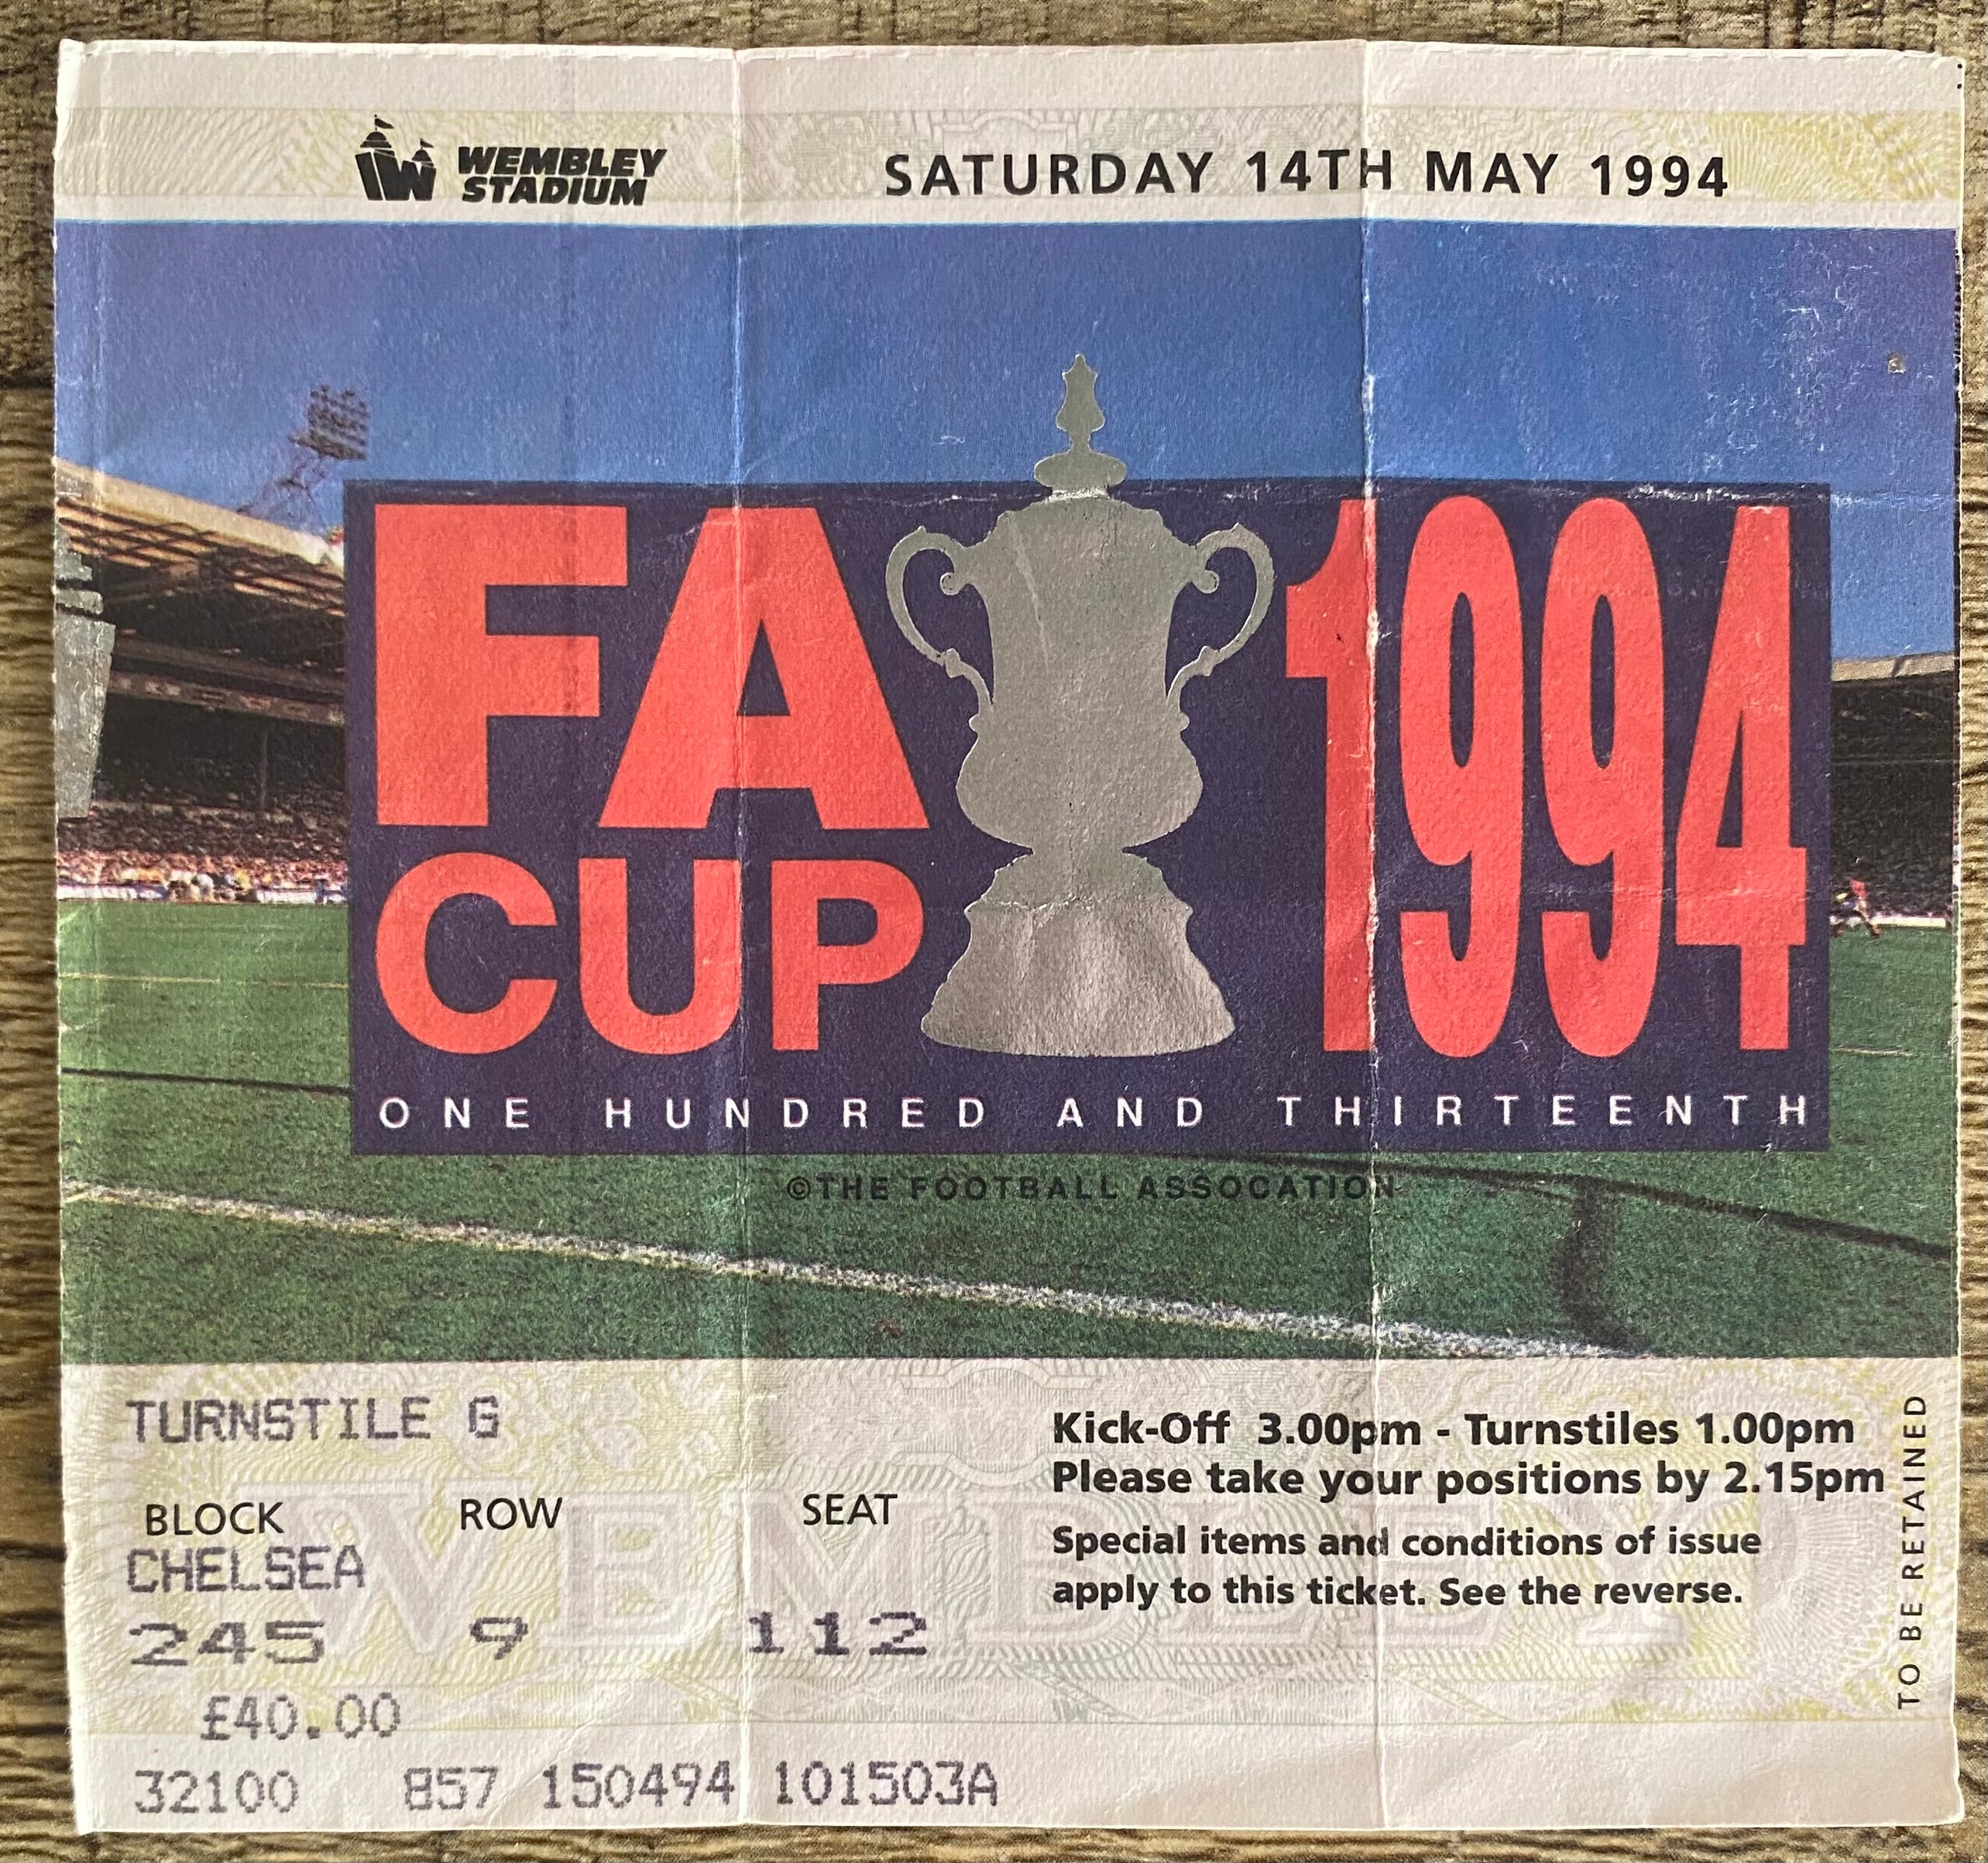 WEMBLEY
STADIUM
SATURDAY 14TH MAY 1994
FA
CUP
1994
ONE HUNDRED AND THIRTEENTH
©THE FOOTBALL ASSOCATION
TURNSTILE G
BLOCK ROW SEAT
CHELSEA
245 9 112
£40.00
32100 857 150494 101503A
Kick-Off 3.00pm - Turnstiles 1.00pm
Please take your positions by 2.15pm
Special items and conditions of issue
apply to this ticket. See the reverse.
TO BE RETAINED
WEMBLEY